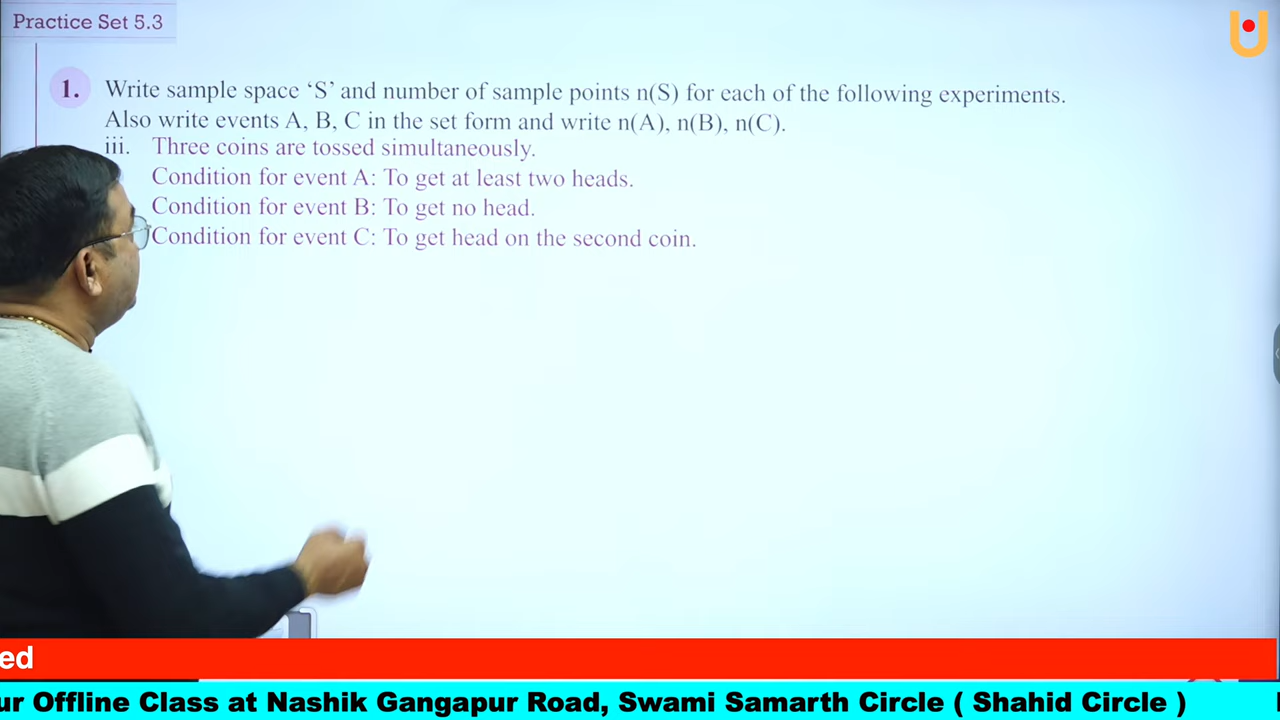 Practice Set 5.3
1. Write sample space ‘S’ and number of sample points n(S) for each of the following experiments.
Also write events A, B, C in the set form and write n(A), n(B), n(C).
iii. Three coins are tossed simultaneously.
Condition for event A: To get at least two heads.
Condition for event B: To get no head.
Condition for event C: To get head on the second coin.
ed
ur Offline Class at Nashik Gangapur Road, Swami Samarth Circle ( Shahid Circle )